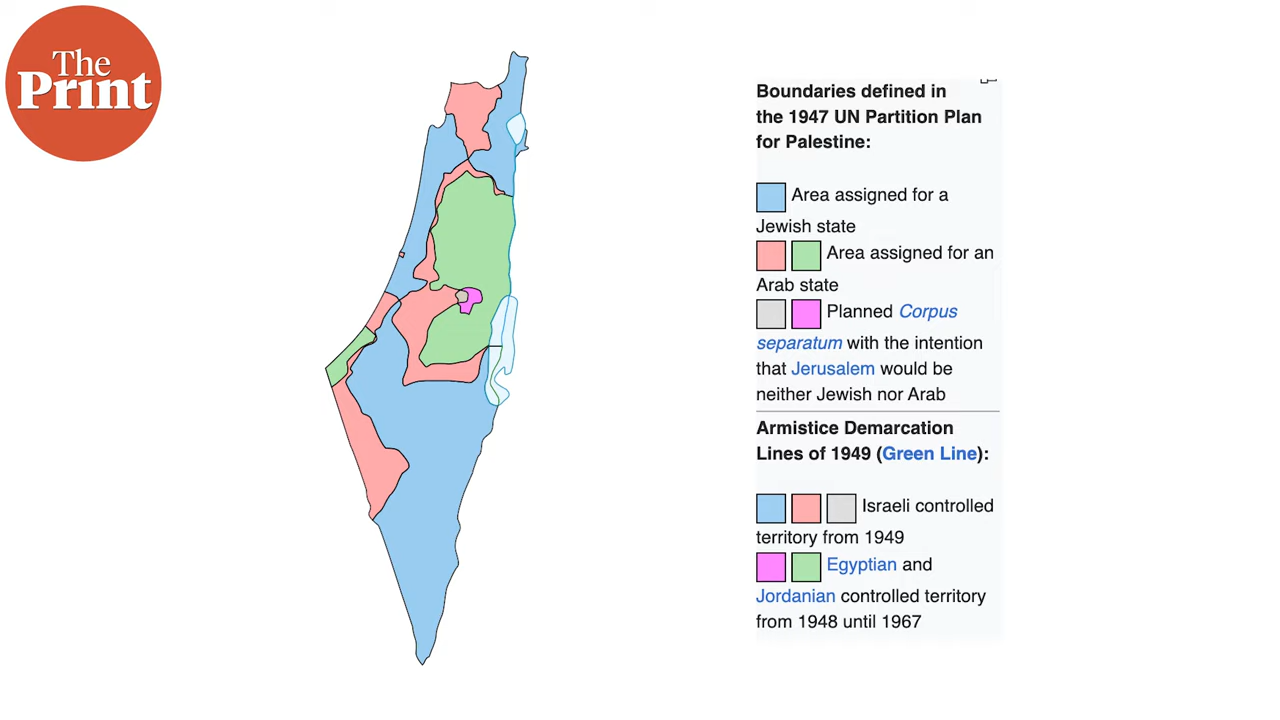 The
Print
Boundaries defined in
the 1947 UN Partition Plan
for Palestine:
Area assigned for a
Jewish state
Area assigned for an
Arab state
Planned Corpus
separatum with the intention
that Jerusalem would be
neither Jewish nor Arab
Armistice Demarcation
Lines of 1949 (Green Line):
Israeli controlled
territory from 1949
Egyptian and
Jordanian controlled territory
from 1948 until 1967